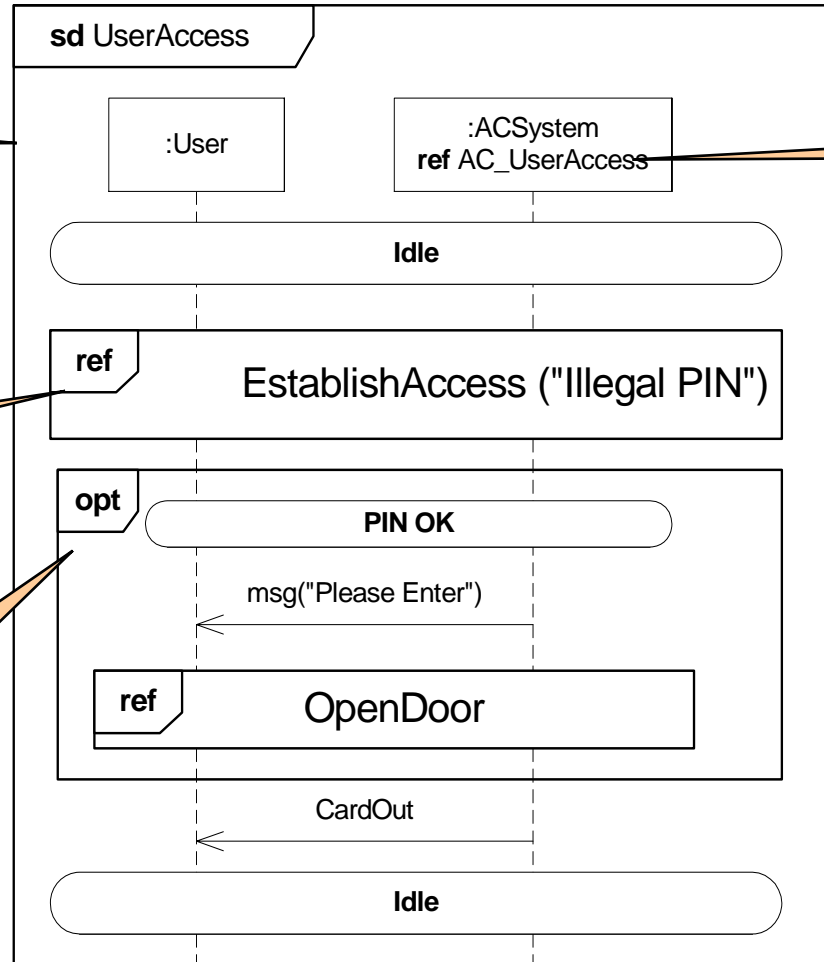 sd UserAccess
:User
:ACSystem
ref AC_UserAccess
Idle
ref
EstablishAccess ("Illegal PIN")
opt
PIN OK
msg("Please Enter")
ref
OpenDoor
CardOut
Idle